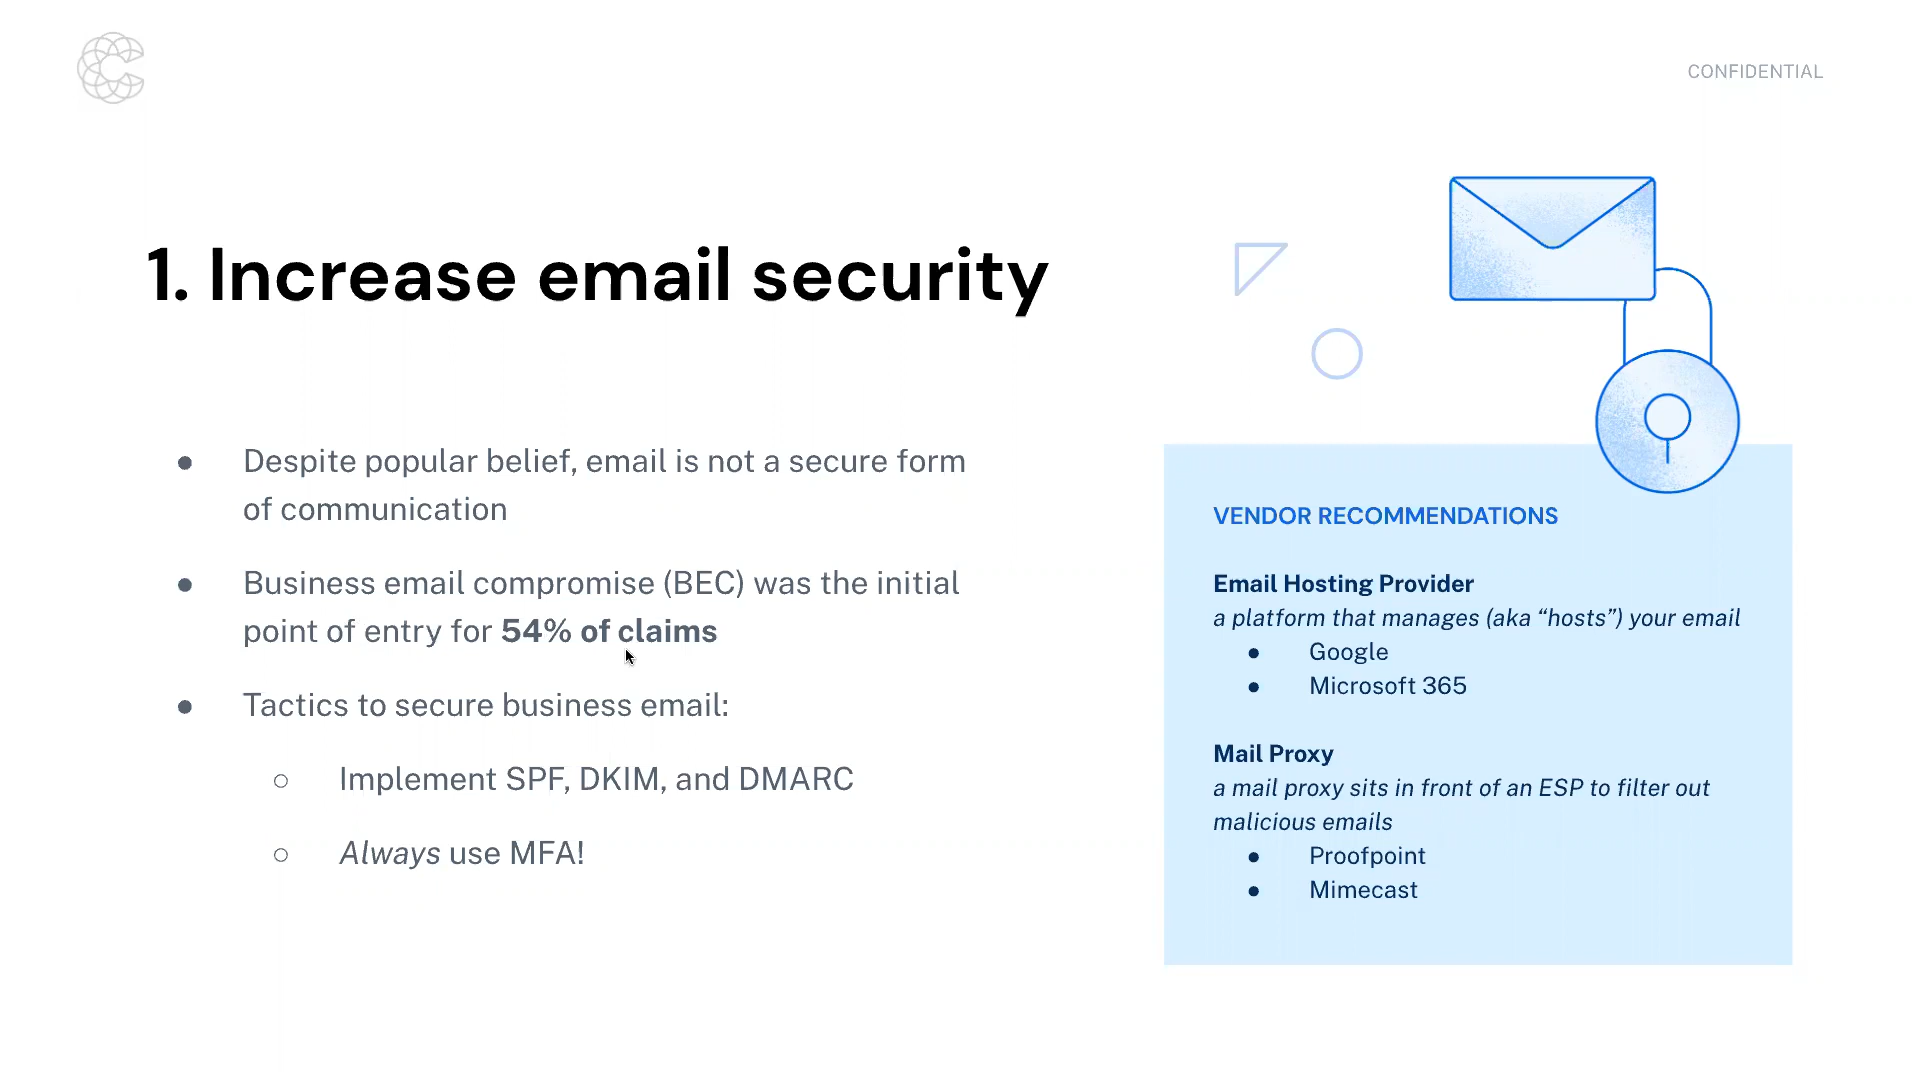 CONFIDENTIAL
1. Increase email security
● Despite popular belief, email is not a secure form
of communication
● Business email compromise (BEC) was the initial
point of entry for 54% of claims
● Tactics to secure business email:
○ Implement SPF, DKIM, and DMARC
○ Always use MFA!
VENDOR RECOMMENDATIONS
Email Hosting Provider
a platform that manages (aka “hosts”) your email
● Google
● Microsoft 365
Mail Proxy
a mail proxy sits in front of an ESP to filter out
malicious emails
● Proofpoint
● Mimecast